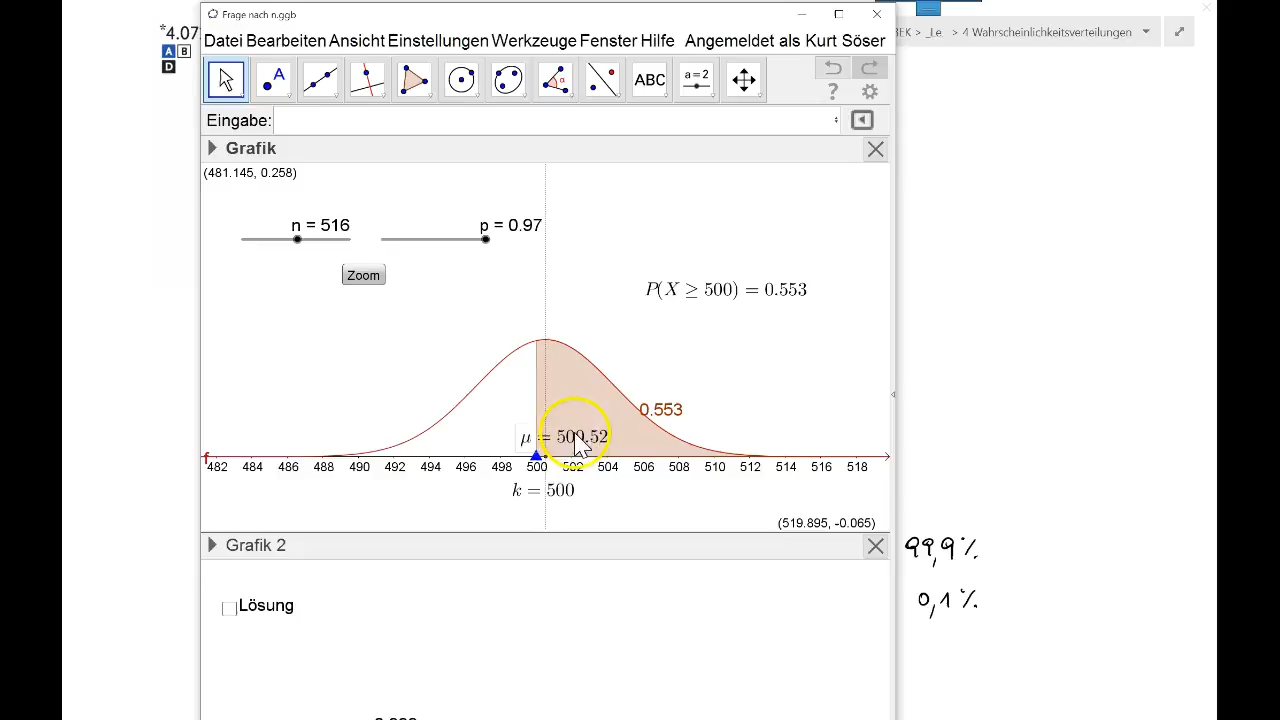 Frage nach n.ggb
*4.07
A B
D
EK > _Le. > 4 Wahrscheinlichkeitsverteilungen
Datei Bearbeiten Ansicht Einstellungen Werkzeuge Fenster Hilfe Angemeldet als Kurt Söser
A α ABC a=2 ?
Eingabe:
Grafik
(481.145, 0.258)
n = 516 p = 0.97
Zoom
P(X ≥ 500) = 0.553
0.553
μ = 500.52
f
482 484 486 488 490 492 494 496 498 500 502 504 506 508 510 512 514 516 518
k = 500
(519.895, -0.065)
Grafik 2
99,9%
0,1%
Lösung